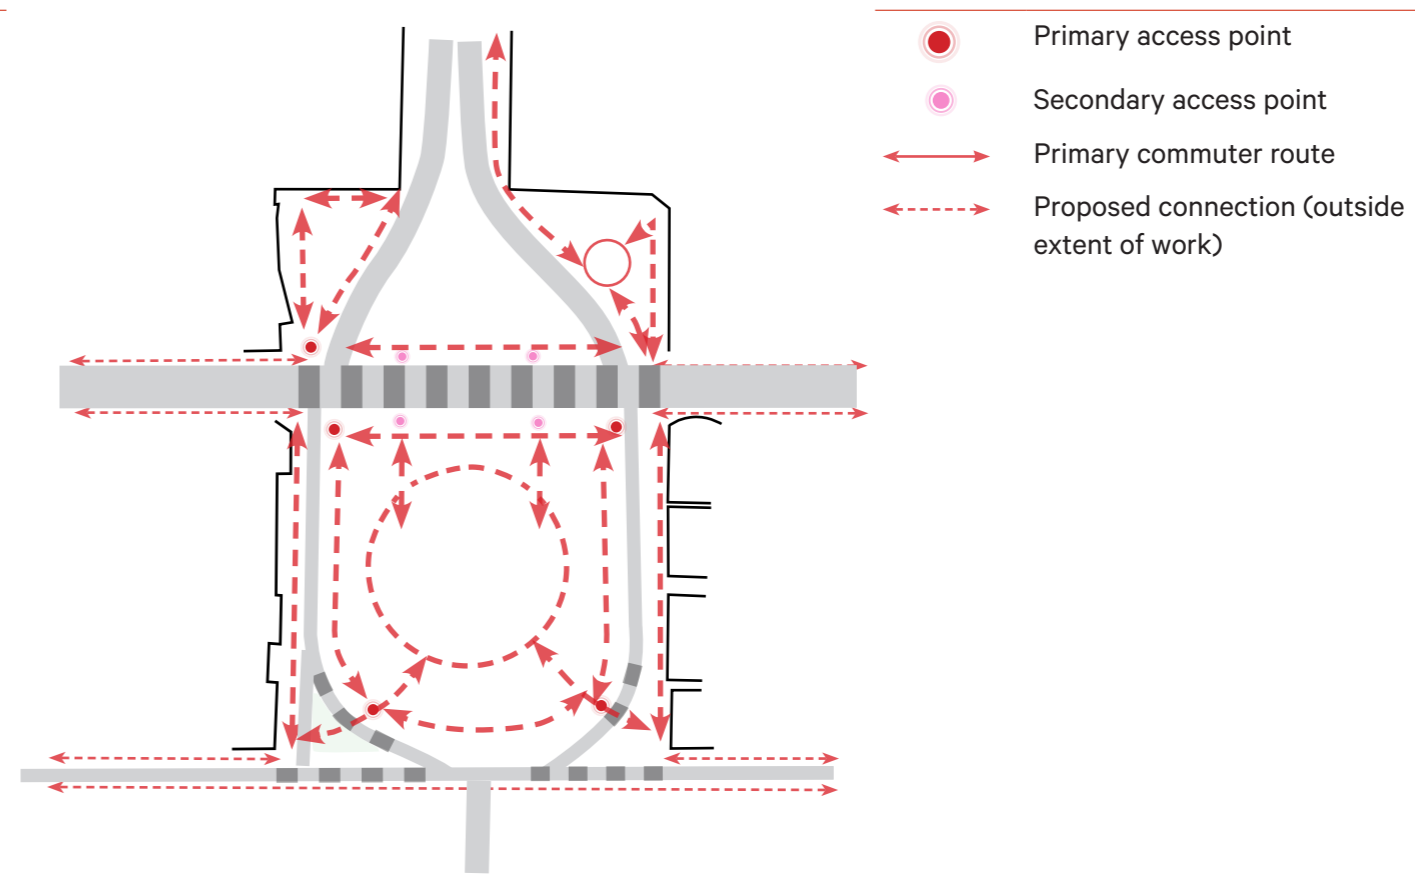 Primary access point
Secondary access point
Primary commuter route
Proposed connection (outside
extent of work)